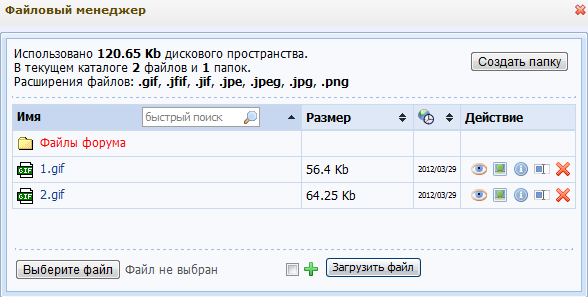 Файловый менеджер
Использовано 120.65 Kb дискового пространства.
В текущем каталоге 2 файлов и 1 папок.
Расширения файлов: .gif, .jfif, .jif, .jpe, .jpeg, .jpg, .png
Создать папку
Имя быстрый поиск Размер Действие
Файлы форума
GIF 1.gif 56.4 Kb 2012/03/29
GIF 2.gif 64.25 Kb 2012/03/29
Выберите файл Файл не выбран Загрузить файл